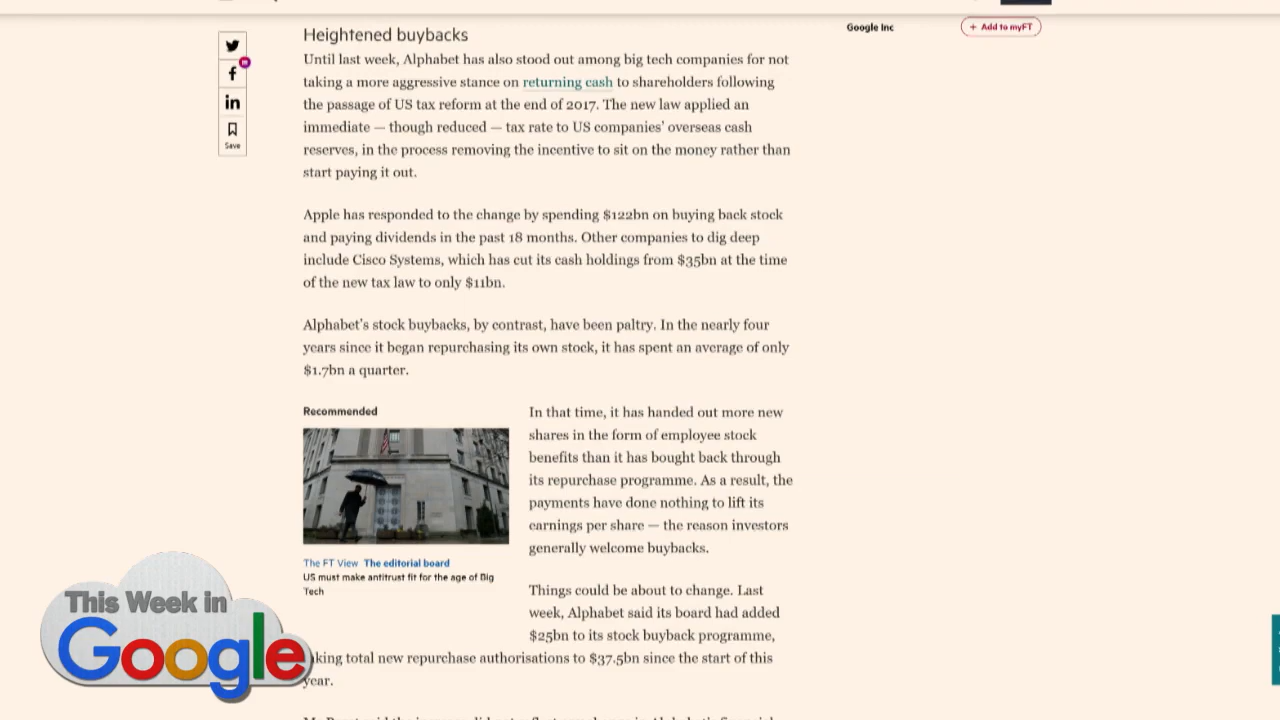 Heightened buybacks
Until last week, Alphabet has also stood out among big tech companies for not
taking a more aggressive stance on returning cash to shareholders following
the passage of US tax reform at the end of 2017. The new law applied an
immediate — though reduced — tax rate to US companies' overseas cash
reserves, in the process removing the incentive to sit on the money rather than
start paying it out.
Apple has responded to the change by spending $122bn on buying back stock
and paying dividends in the past 18 months. Other companies to dig deep
include Cisco Systems, which has cut its cash holdings from $35bn at the time
of the new tax law to only $11bn.
Alphabet's stock buybacks, by contrast, have been paltry. In the nearly four
years since it began repurchasing its own stock, it has spent an average of only
$1.7bn a quarter.
Recommended
The FT View The editorial board
US must make antitrust fit for the age of Big
Tech
In that time, it has handed out more new
shares in the form of employee stock
benefits than it has bought back through
its repurchase programme. As a result, the
payments have done nothing to lift its
earnings per share — the reason investors
generally welcome buybacks.
Things could be about to change. Last
week, Alphabet said its board had added
$25bn to its stock buyback programme,
king total new repurchase authorisations to $37.5bn since the start of this
year.
Google Inc
+ Add to myFT
Save
This Week in
Google